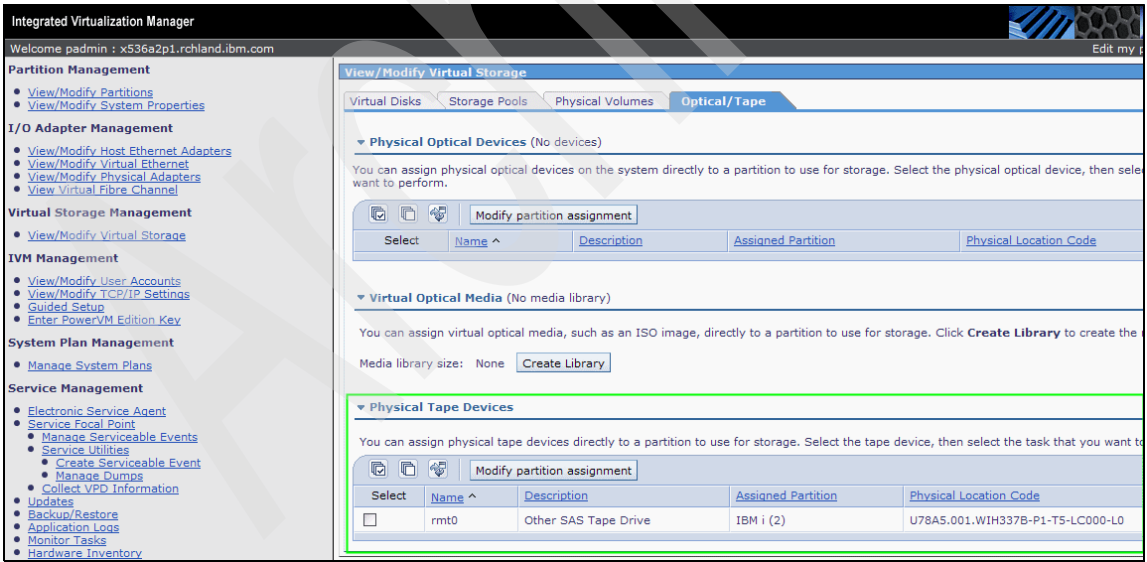 Integrated Virtualization Manager
Welcome padmin : x536a2p1.rchland.ibm.com
Edit my
Partition Management
View/Modify Partitions
View/Modify System Properties
I/O Adapter Management
View/Modify Host Ethernet Adapters
View/Modify Virtual Ethernet
View/Modify Physical Adapters
View Virtual Fibre Channel
Virtual Storage Management
View/Modify Virtual Storage
IVM Management
View/Modify User Accounts
View/Modify TCP/IP Settings
Guided Setup
Enter PowerVM Edition Key
System Plan Management
Manage System Plans
Service Management
Electronic Service Agent
Service Focal Point
Manage Serviceable Events
Service Utilities
Create Serviceable Event
Manage Dumps
Collect VPD Information
Updates
Backup/Restore
Application Logs
Monitor Tasks
Hardware Inventory
View/Modify Virtual Storage
Virtual Disks Storage Pools Physical Volumes Optical/Tape
Physical Optical Devices (No devices)
You can assign physical optical devices on the system directly to a partition to use for storage. Select the physical optical device, then sele
want to perform.
Modify partition assignment
Select Name Description Assigned Partition Physical Location Code
Virtual Optical Media (No media library)
You can assign virtual optical media, such as an ISO image, directly to a partition to use for storage. Click Create Library to create the
Media library size: None Create Library
Physical Tape Devices
You can assign physical tape devices directly to a partition to use for storage. Select the tape device, then select the task that you want to
Modify partition assignment
Select Name Description Assigned Partition Physical Location Code
rmt0 Other SAS Tape Drive IBM i (2) U78A5.001.WIH337B-P1-T5-LC000-L0